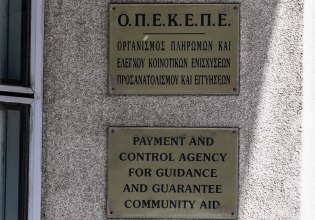 Ο.Π.Ε.Κ.Ε.Π.Ε.
ΟΡΓΑΝΙΣΜΟΣ ΠΛΗΡΩΜΩΝ ΚΑΙ
ΕΛΕΓΧΟΥ ΚΟΙΝΟΤΙΚΩΝ ΕΝΙΣΧΥΣΕΩΝ
ΠΡΟΣΑΝΑΤΟΛΙΣΜΟΥ ΚΑΙ ΕΓΓΥΗΣΕΩΝ
PAYMENT AND
CONTROL AGENCY
FOR GUIDANCE
AND GUARANTEE
COMMUNITY AID